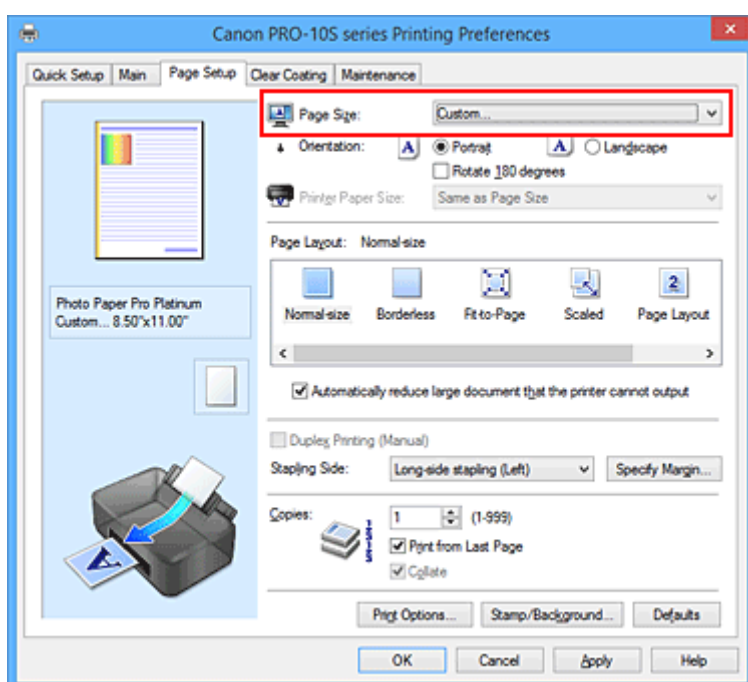 Canon PRO-10S series Printing Preferences
Quick Setup Main Page Setup Clear Coating Maintenance
Page Size: Custom...
Orientation: A Portrait A Landscape
Rotate 180 degrees
Printer Paper Size: Same as Page Size
Page Layout: Normal-size
2
Normal-size Borderless Fit-to-Page Scaled Page Layout
Photo Paper Pro Platinum
Custom... 8.50"x11.00"
Automatically reduce large document that the printer cannot output
Duplex Printing (Manual)
Stapling Side: Long-side stapling (Left) Specify Margin...
Copies: 1 (1-999)
Print from Last Page
Collate
A
Print Options... Stamp/Background... Defaults
OK Cancel Apply Help